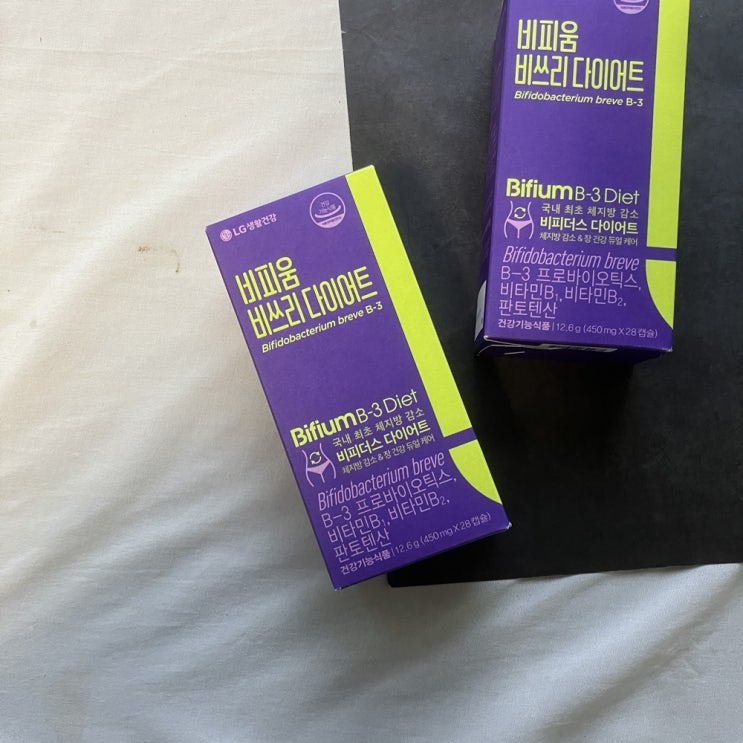 LG생활건강
건강
기능식품
비피움
비쓰리 다이어트
Bifidobacterium breve B-3
Bifium B-3 Diet
국내 최초 체지방 감소
비피더스 다이어트
체지방 감소 & 장 건강 듀얼 케어
Bifidobacterium breve
B-3 프로바이오틱스,
비타민B₁, 비타민B₂,
판토텐산
건강기능식품 | 12.6 g (450 mg X 28 캡슐)
비피움
비쓰리 다이어트
Bifidobacterium breve B-3
Bifium B-3 Diet
국내 최초 체지방 감소
비피더스 다이어트
체지방 감소 & 장 건강 듀얼 케어
Bifidobacterium breve
B-3 프로바이오틱스,
비타민B₁, 비타민B₂,
판토텐산
건강기능식품 | 12.6 g (450 mg X 28 캡슐)